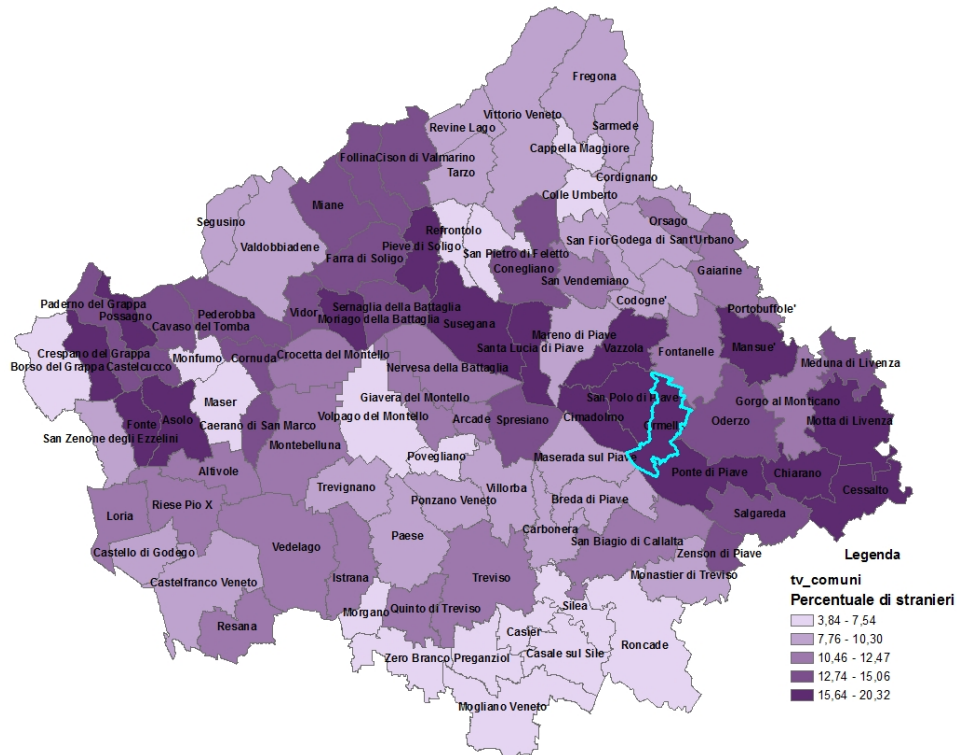 Fregona
Vittorio Veneto
Revine Lago
Sarmede
Cappella Maggiore
Follina
Cison di Valmarino
Tarzo
Cordignano
Colle Umberto
Miane
Segusino
Orsago
Refrontolo
Valdobbiadene
Pieve di Soligo
San Fior
Godega di Sant'Urbano
San Pietro di Feletto
Farra di Soligo
Conegliano
Gaiarine
San Vendemiano
Paderno del Grappa
Codogne'
Portobuffole'
Possagno
Pederobba
Vidor
Sernaglia della Battaglia
Moriago della Battaglia
Cavaso del Tomba
Susegana
Mareno di Piave
Santa Lucia di Piave
Vazzola
Fontanelle
Mansue'
Crespano del Grappa
Monfumo
Cornuda
Crocetta del Montello
Meduna di Livenza
Borso del Grappa
Castelcucco
Nervesa della Battaglia
Maser
Giavera del Montello
San Polo di Piave
Gorgo al Monticano
Fonte
Asolo
Caerano di San Marco
Volpago del Montello
Arcade
Spresiano
Cimadolmo
Ormelle
Oderzo
Motta di Livenza
San Zenone degli Ezzelini
Montebelluna
Povegliano
Maserada sul Piave
Altivole
Ponte di Piave
Chiarano
Trevignano
Villorba
Cessalto
Riese Pio X
Ponzano Veneto
Breda di Piave
Loria
Salgareda
Carbonera
Paese
San Biagio di Callalta
Vedelago
Castello di Godego
Zenson di Piave
Legenda
Castelfranco Veneto
Istrana
Treviso
Monastier di Treviso
tv_comuni
Percentuale di stranieri
Morgano
Quinto di Treviso
Silea
3,84 - 7,54
Resana
Casier
7,76 - 10,30
Roncade
Zero Branco
Preganziol
Casale sul Sile
10,46 - 12,47
12,74 - 15,06
15,64 - 20,32
Mogliano Veneto